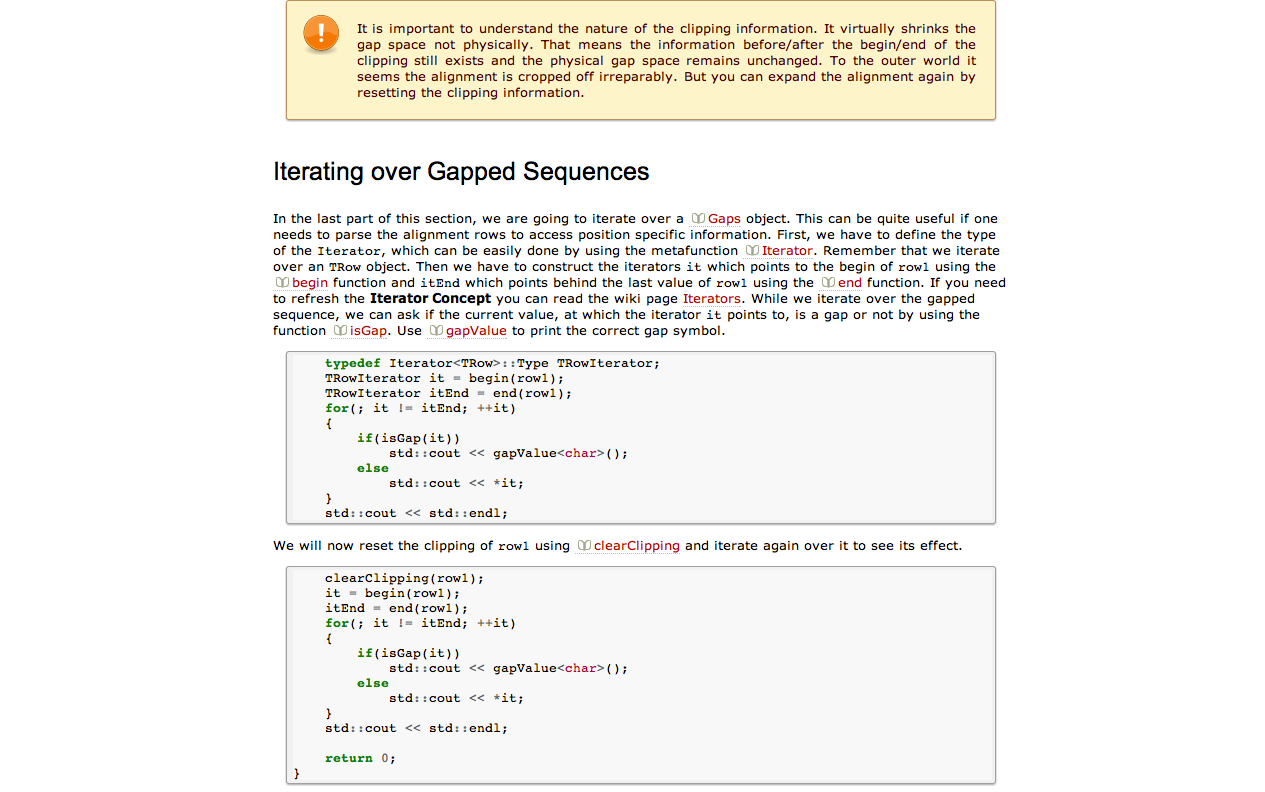 It is important to understand the nature of the clipping information. It virtually shrinks the
gap space not physically. That means the information before/after the begin/end of the
clipping still exists and the physical gap space remains unchanged. To the outer world it
seems the alignment is cropped off irreparably. But you can expand the alignment again by
resetting the clipping information.
Iterating over Gapped Sequences
In the last part of this section, we are going to iterate over a Gaps object. This can be quite useful if one
needs to parse the alignment rows to access position specific information. First, we have to define the type
of the Iterator, which can be easily done by using the metafunction Iterator. Remember that we iterate
over an TRow object. Then we have to construct the iterators it which points to the begin of row1 using the
begin function and itEnd which points behind the last value of row1 using the end function. If you need
to refresh the Iterator Concept you can read the wiki page Iterators. While we iterate over the gapped
sequence, we can ask if the current value, at which the iterator it points to, is a gap or not by using the
function isGap. Use gapValue to print the correct gap symbol.
typedef Iterator<TRow>::Type TRowIterator;
TRowIterator it = begin(row1);
TRowIterator itEnd = end(row1);
for(; it != itEnd; ++it)
{
if(isGap(it))
std::cout << gapValue<char>();
else
std::cout << *it;
}
std::cout << std::endl;
We will now reset the clipping of row1 using clearClipping and iterate again over it to see its effect.
clearClipping(row1);
it = begin(row1);
itEnd = end(row1);
for(; it != itEnd; ++it)
{
if(isGap(it))
std::cout << gapValue<char>();
else
std::cout << *it;
}
std::cout << std::endl;
return 0;
}